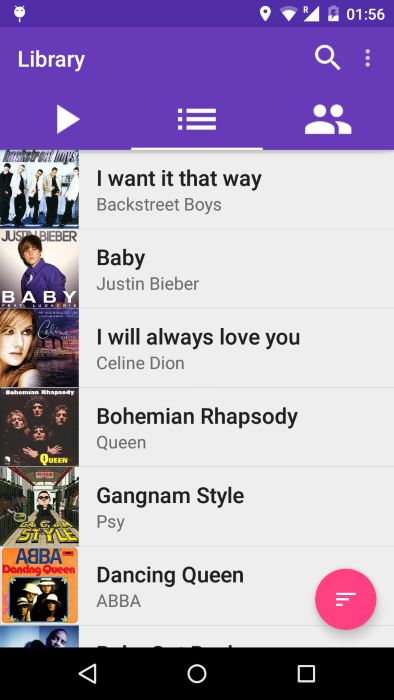 R
01:56
Library
backstreet boys
I want it that way
Backstreet Boys
JUSTIN BIEBER
BABY
FEAT. LUDACRIS
Baby
Justin Bieber
Celine
I will always love you
Celine Dion
Bohemian Rhapsody
QUEEN
Bohemian Rhapsody
Queen
GANGNAM
STYLE
Gangnam Style
Psy
ABBA
Dancing Queen
Dancing Queen
ABBA